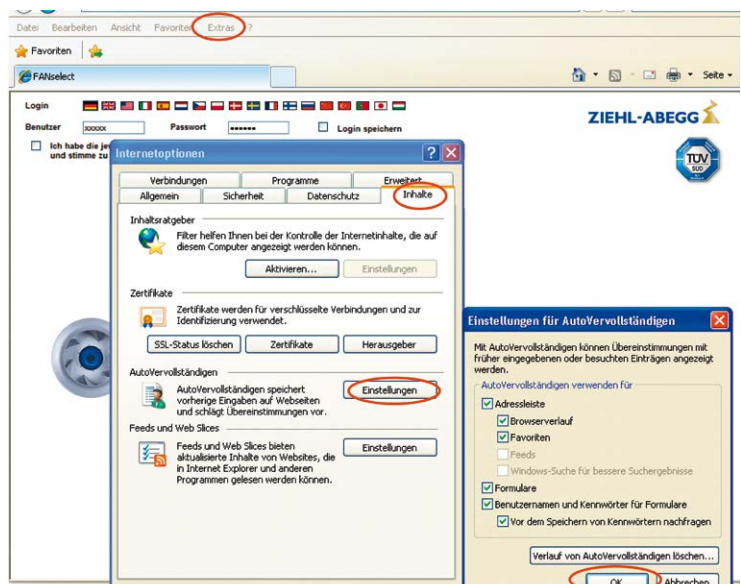 Datei Bearbeiten Ansicht Favoriten Extras ?
Favoriten
FANselect
Seite
Login
Benutzer xxxxx Passwort •••••• Login speichern
Ich habe die
und stimme zu
ZIEHL-ABEGG
TÜV
SÜD
Internetoptionen
Verbindungen Programme Erweitert
Allgemein Sicherheit Datenschutz Inhalte
Inhaltsratgeber
Filter helfen Ihnen bei der Kontrolle der Internetinhalte, die auf
diesem Computer angezeigt werden können.
Aktivieren... Einstellungen
Zertifikate
Zertifikate werden für verschlüsselte Verbindungen und zur
Identifizierung verwendet.
SSL-Status löschen Zertifikate Herausgeber
AutoVervollständigen
AutoVervollständigen speichert
vorherige Eingaben auf Webseiten
und schlägt Übereinstimmungen vor.
Einstellungen
Feeds und Web Slices
Feeds und Web Slices bieten
aktualisierte Inhalte von Websites, die
in Internet Explorer und anderen
Programmen gelesen werden können.
Einstellungen
Einstellungen für AutoVervollständigen
Mit AutoVervollständigen können Übereinstimmungen mit
früher eingegebenen oder besuchten Einträgen angezeigt
werden.
AutoVervollständigen verwenden für
Adressleiste
Browserverlauf
Favoriten
Feeds
Windows-Suche für bessere Suchergebnisse
Formulare
Benutzernamen und Kennwörter für Formulare
Vor dem Speichern von Kennwörtern nachfragen
Verlauf von AutoVervollständigen löschen...
OK Abbrechen